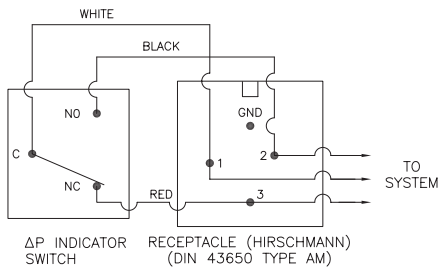 WHITE
BLACK
NO
GND
C
1
2
NC
RED
3
TO
SYSTEM
ΔP INDICATOR
SWITCH
RECEPTACLE (HIRSCHMANN)
(DIN 43650 TYPE AM)